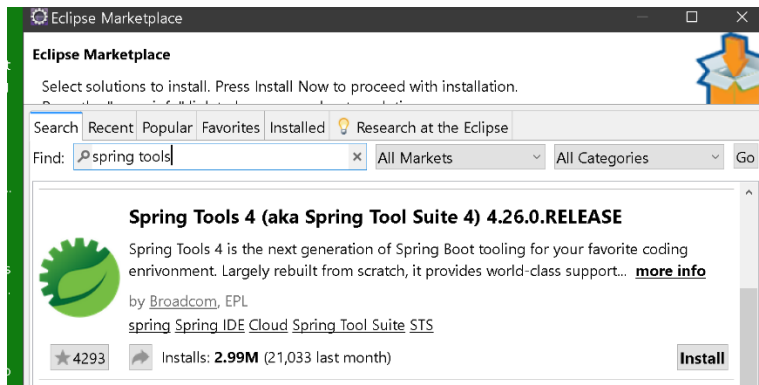 Eclipse Marketplace
Eclipse Marketplace
Select solutions to install. Press Install Now to proceed with installation.
Search Recent Popular Favorites Installed Research at the Eclipse
Find: spring tools All Markets All Categories Go
Spring Tools 4 (aka Spring Tool Suite 4) 4.26.0.RELEASE
Spring Tools 4 is the next generation of Spring Boot tooling for your favorite coding
enrivonment. Largely rebuilt from scratch, it provides world-class support... more info
by Broadcom, EPL
spring Spring IDE Cloud Spring Tool Suite STS
4293 Installs: 2.99M (21,033 last month) Install